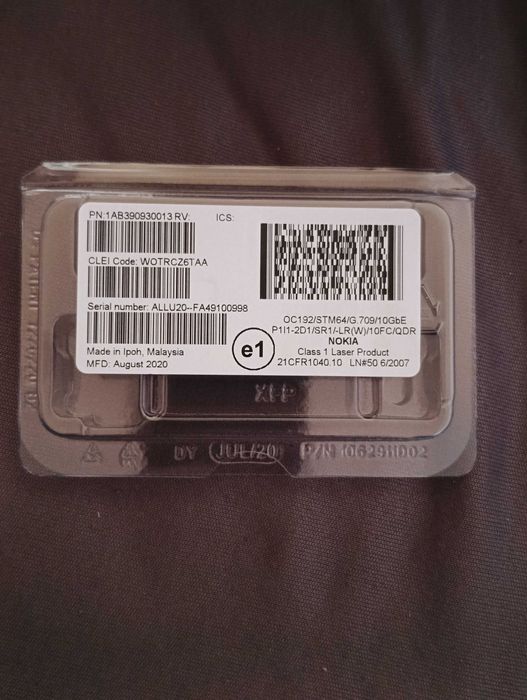 PN:1AB390930013 RV: ICS:
CLEI Code: WOTRCZ6TAA
Serial number: ALLU20--FA49100998
OC192/STM64/G.709/10GbE
P1I1-2D1/SR1/-LR(W)/10FC/QDR
NOKIA
Class 1 Laser Product
21CFR1040.10 LN#50 6/2007
Made in Ipoh, Malaysia
MFD: August 2020
e1
XFP
DY JUL/20 P/N 1062911D02